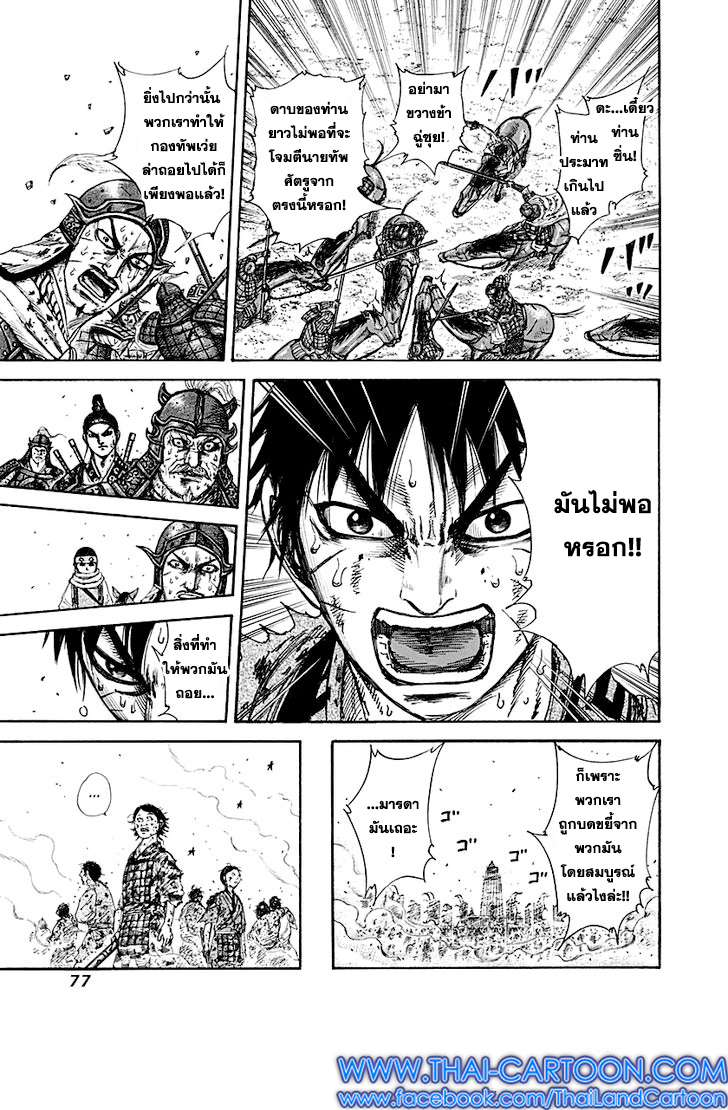 ดะ...เดี๋ยว
ท่าน
ชิน!
ท่าน
ประมาท
เกินไป
แล้ว
อย่ามา
ขวางข้า
ฉู่ซุย!
ดาบของท่าน
ยาวไม่พอที่จะ
โจมตีนายทัพ
ศัตรูจาก
ตรงนี้หรอก!
ยิ่งไปกว่านั้น
พวกเราทำให้
กองทัพเว่ย
ล่าถอยไปได้ก็
เพียงพอแล้ว!
มันไม่พอ
หรอก!!
สิ่งที่ทำ
ให้พวกมัน
ถอย...
ก็เพราะ
พวกเรา
ถูกบดขยี้จาก
พวกมัน
โดยสมบูรณ์
แล้วไงล่ะ!!
...มารดา
มันเถอะ
!
ゴ"
ゴ"
ゴ"
ゴ"
...
77
WWW.THAI-CARTOON.COM
www.facebook.com/ThaiLandCartoon